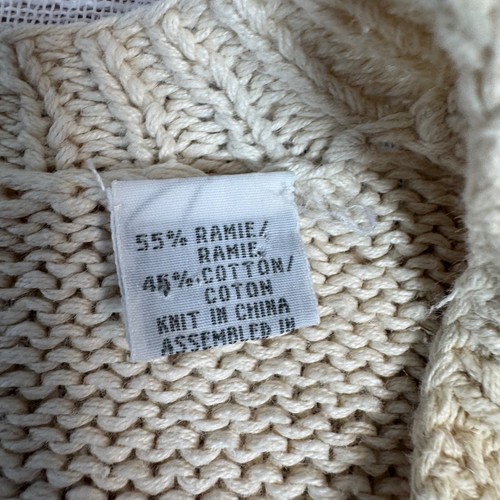 55% RAMIE/
RAMIE
45% COTTON/
COTON
KNIT IN CHINA
ASSEMBLED IN